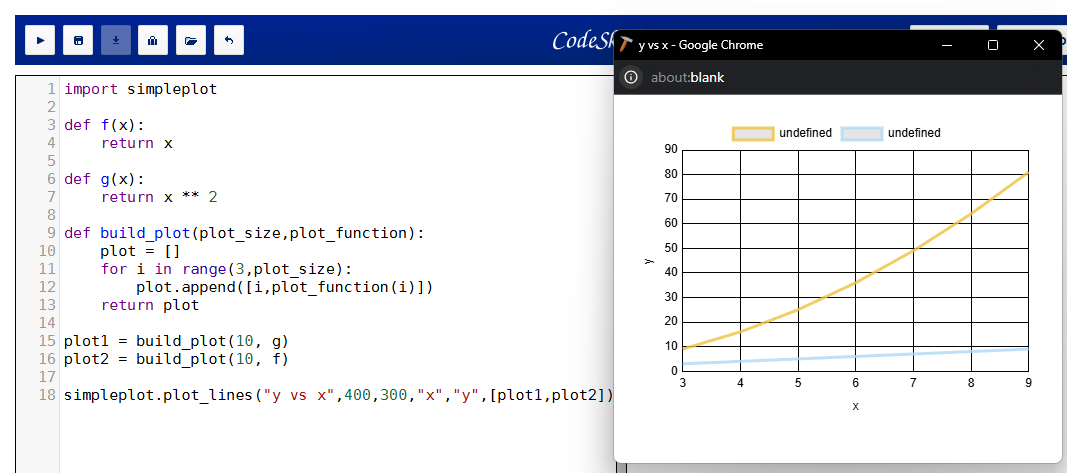 CodeSk
y vs x - Google Chrome
about:blank
1 import simpleplot
2
3 def f(x):
4     return x
5
6 def g(x):
7     return x ** 2
8
9 def build_plot(plot_size,plot_function):
10     plot = []
11     for i in range(3,plot_size):
12         plot.append([i,plot_function(i)])
13     return plot
14
15 plot1 = build_plot(10, g)
16 plot2 = build_plot(10, f)
17
18 simpleplot.plot_lines("y vs x",400,300,"x","y",[plot1,plot2])
undefined undefined
90
80
70
60
50
40
30
20
10
0
y
3 4 5 6 7 8 9
x